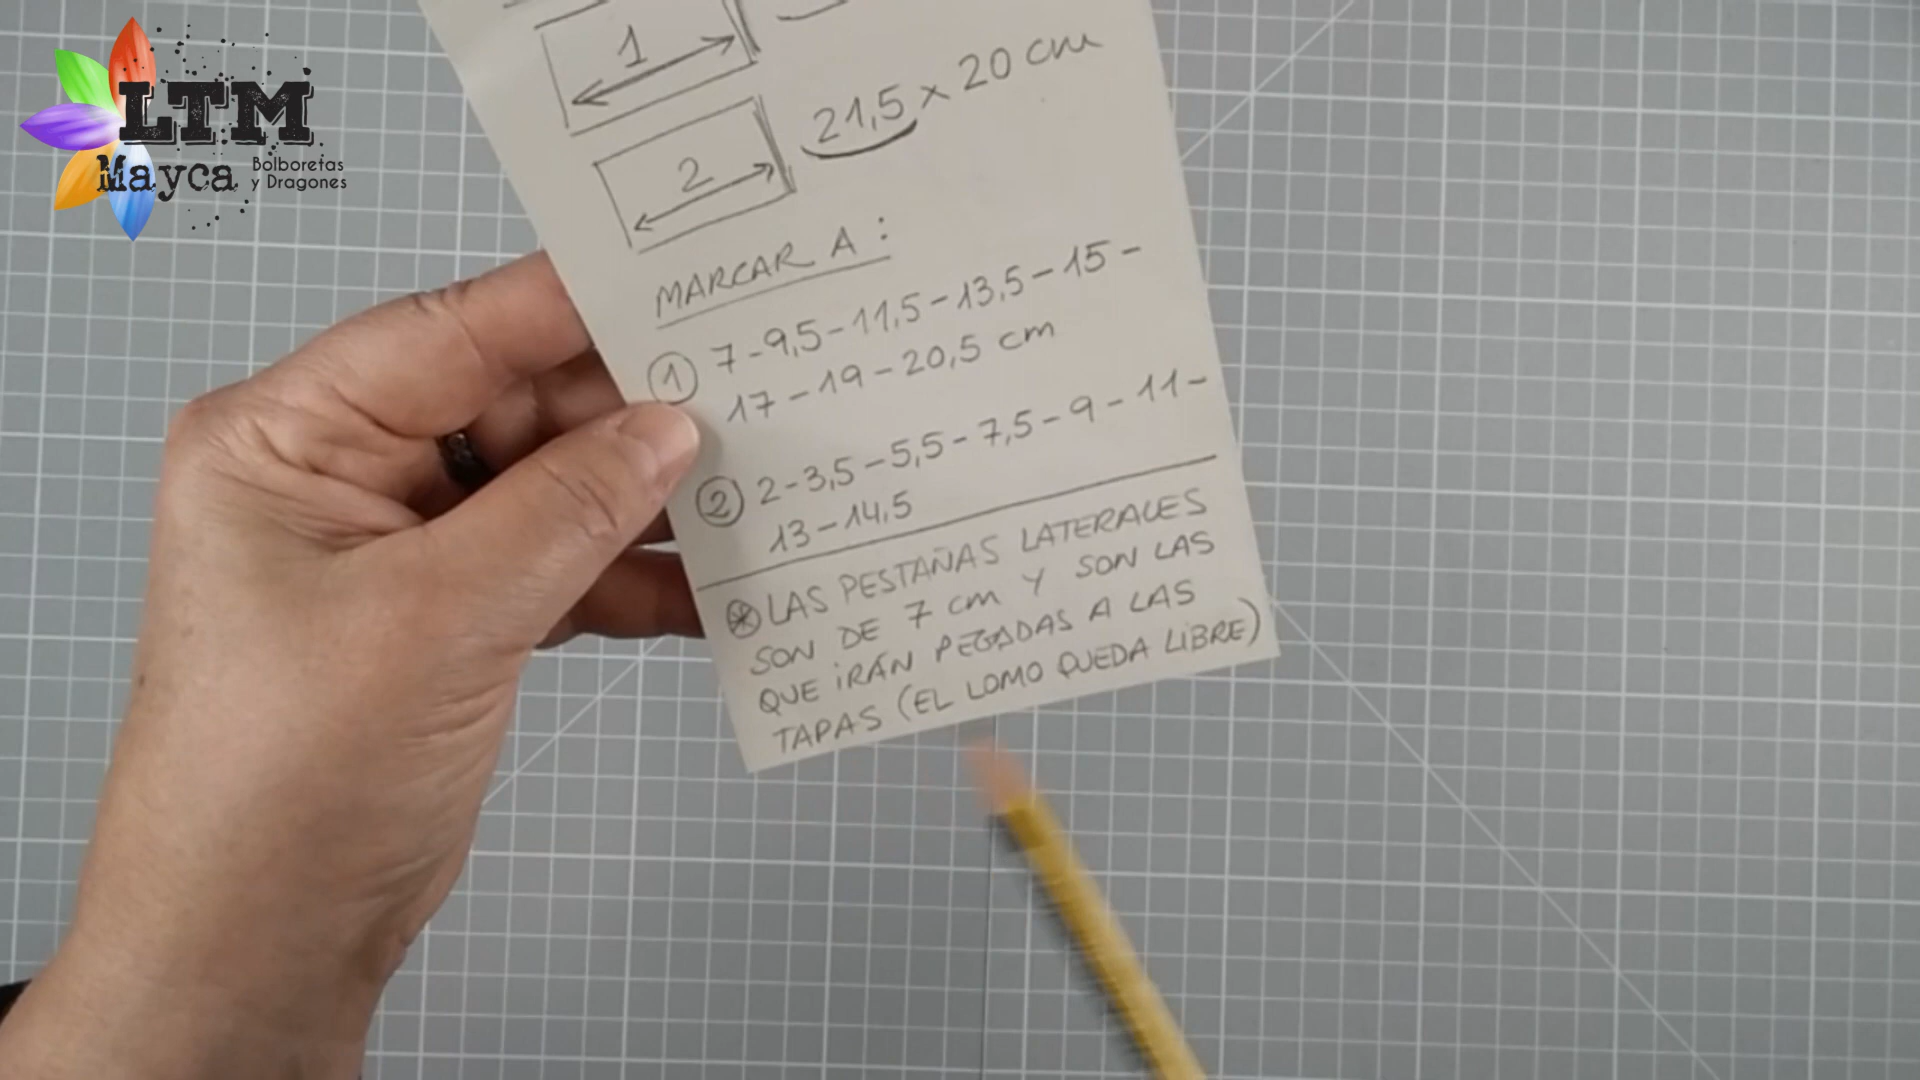 LTM
Mayca Bolboretas
y Dragones
1
21,5 x 20 cm
2
MARCAR A :
1 7-9,5-11,5-13,5-15-
17-19-20,5 cm
2 2-3,5-5,5-7,5-9-11-
13-14,5
* LAS PESTAÑAS LATERALES
SON DE 7 cm Y SON LAS
QUE IRÁN PEGADAS A LAS
TAPAS (EL LOMO QUEDA LIBRE)